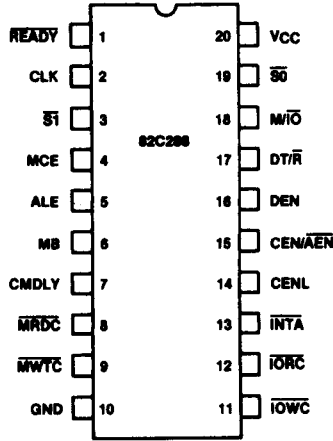 READY 1 20 VCC
CLK 2 19 S0
S1 3 18 M/IO
82C288
MCE 4 17 DT/R
ALE 5 16 DEN
MB 6 15 CEN/AEN
CMDLY 7 14 CENL
MRDC 8 13 INTA
MWTC 9 12 IORC
GND 10 11 IOWC